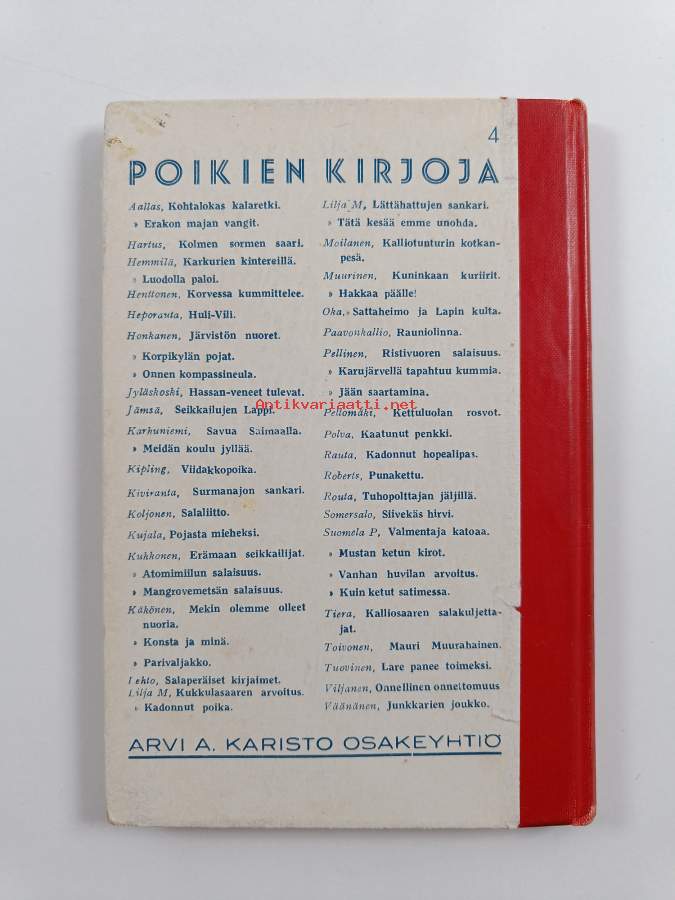 4
POIKIEN KIRJOJA
Aallas, Kohtalokas kalaretki.
» Erakon majan vangit.
Hartus, Kolmen sormen saari.
Hemmilä, Karkurien kintereillä.
» Luodolla paloi.
Henttonen, Korvessa kummittelee.
Heporauta, Huli-Vili.
Honkanen, Järvistön nuoret.
» Korpikylän pojat.
» Onnen kompassineula.
Jyläskoski, Hassan-veneet tulevat.
Jämsä, Seikkailujen Lappi.
Karhuniemi, Savua Saimaalla.
» Meidän koulu jyllää.
Kipling, Viidakkopoika.
Kiviranta, Surmanajon sankari.
Koljonen, Salaliitto.
Kujala, Pojasta mieheksi.
Kukkonen, Erämaan seikkailijat.
» Atomimiilun salaisuus.
» Mangrovemetsän salaisuus.
Käkönen, Mekin olemme olleet
nuoria.
» Konsta ja minä.
» Parivaljakko.
Lehto, Salaperäiset kirjaimet.
Lilja M, Kukkulasaaren arvoitus.
» Kadonnut poika.
Lilja M, Lättähattujen sankari.
» Tätä kesää emme unohda.
Moilanen, Kalliotunturin kotkan-
pesä.
Muurinen, Kuninkaan kuriirit.
» Hakkaa päälle!
Oka, Sattaheimo ja Lapin kulta.
Paavonkallio, Rauniolinna.
Pellinen, Ristivuoren salaisuus.
» Karujärvellä tapahtuu kummia.
» Jään saartamina.
Peltomäki, Kettuluolan rosvot.
Polva, Kaatunut penkki.
Rauta, Kadonnut hopealipas.
Roberts, Punakettu.
Routa, Tuhopolttajan jäljillä.
Somersalo, Siivekäs hirvi.
Suomela P, Valmentaja katoaa.
» Mustan ketun kirot.
» Vanhan huvilan arvoitus.
» Kuin ketut satimessa.
Tiera, Kalliosaaren salakuljetta-
jat.
Toivonen, Mauri Muurahainen.
Tuovinen, Lare panee toimeksi.
Viljanen, Onnellinen onnettomuus
Väänänen, Junkkarien joukko.
ARVI A. KARISTO OSAKEYHTIÖ
Antikvariaatti.net